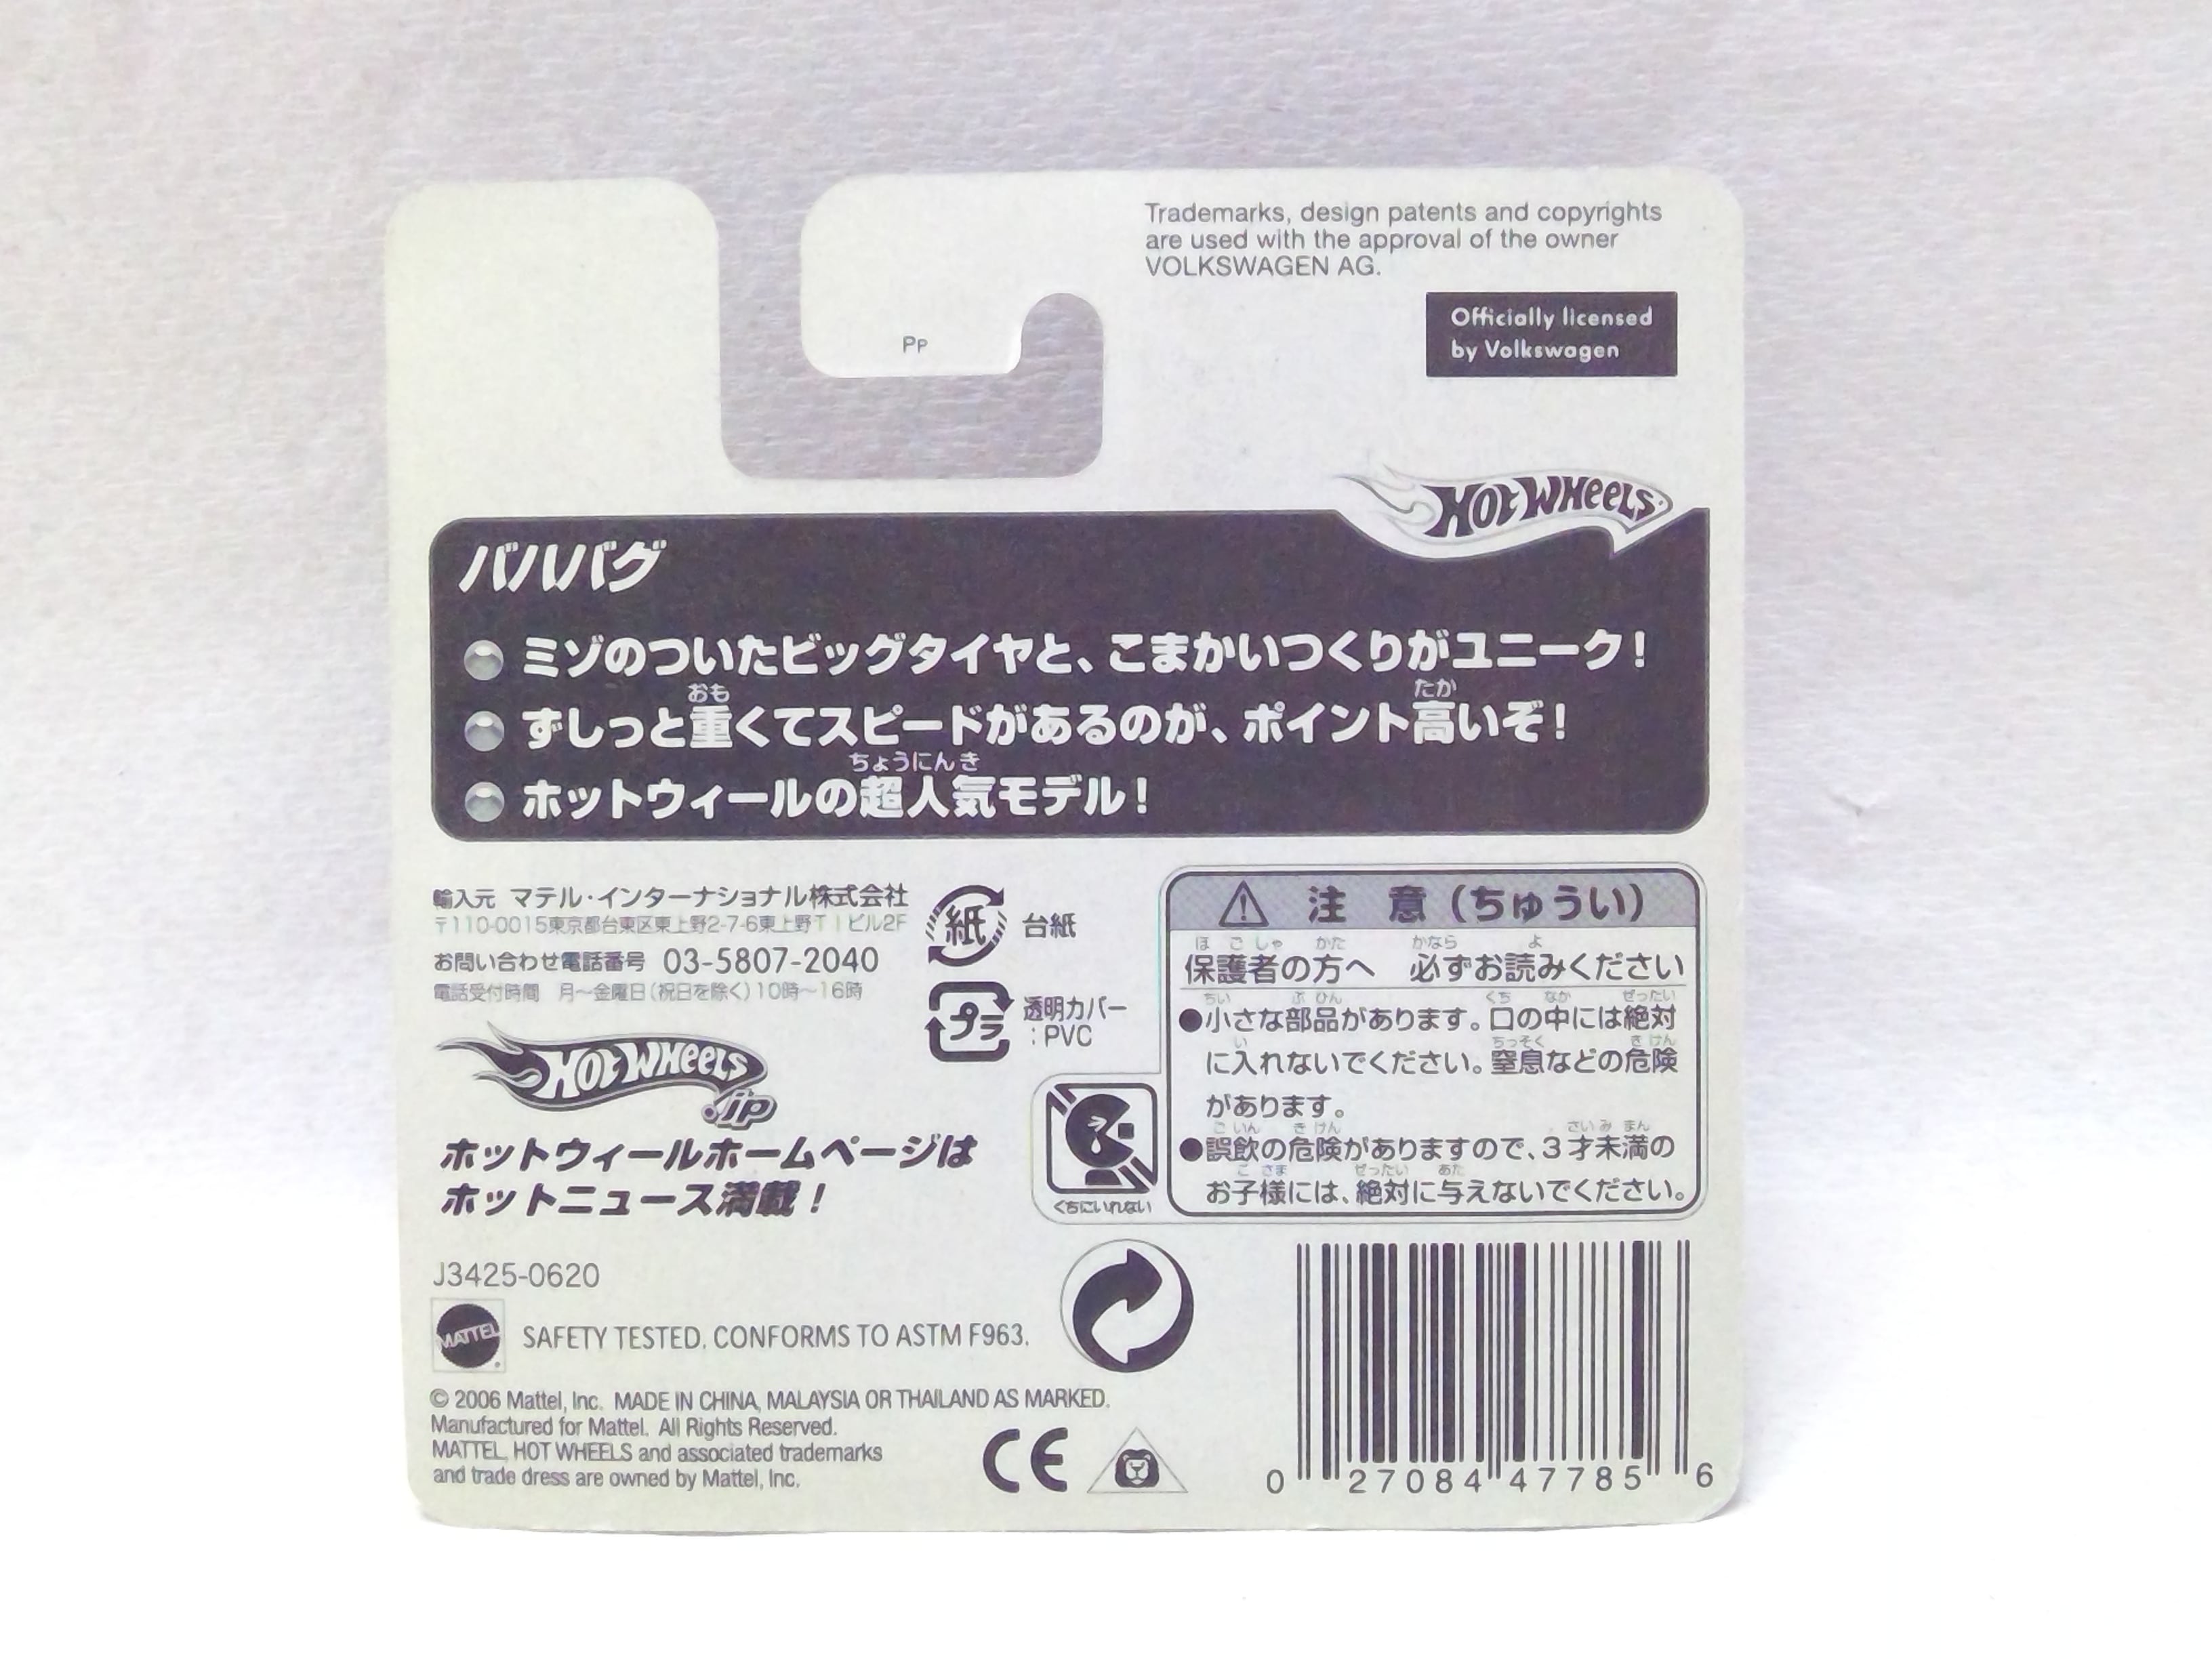 Trademarks, design patents and copyrights
are used with the approval of the owner
VOLKSWAGEN AG.
Pp
Officially licensed
by Volkswagen
HOT WHEELS
バハバグ
ミゾのついたビッグタイヤと、こまかいつくりがユニーク!
おも たか
ずしっと重くてスピードがあるのが、ポイント高いぞ!
ちょうにんき
ホットウィールの超人気モデル!
輸入元 マテル・インターナショナル株式会社
〒110-0015東京都台東区東上野2-7-6東上野TIビル2F
お問い合わせ電話番号 03-5807-2040
電話受付時間 月〜金曜日(祝日を除く)10時〜16時
紙 台紙
プラ 透明カバー
:PVC
HOT WHEELS
.jp
ホットウィールホームページは
ホットニュース満載!
注 意(ちゅうい)
ほごしゃ かた かなら よ
保護者の方へ 必ずお読みください
ちい ぶひん くち なか ぜったい
●小さな部品があります。口の中には絶対
い ちっそく きけん
に入れないでください。窒息などの危険
があります。
ごいん きけん さいみまん
●誤飲の危険がありますので、3才未満の
こさま ぜったい あた
お子様には、絶対に与えないでください。
くちにいれない
J3425-0620
MATTEL
SAFETY TESTED. CONFORMS TO ASTM F963.
© 2006 Mattel, Inc. MADE IN CHINA, MALAYSIA OR THAILAND AS MARKED.
Manufactured for Mattel. All Rights Reserved.
MATTEL, HOT WHEELS and associated trademarks
and trade dress are owned by Mattel, Inc.
CE
0 27084 47785 6